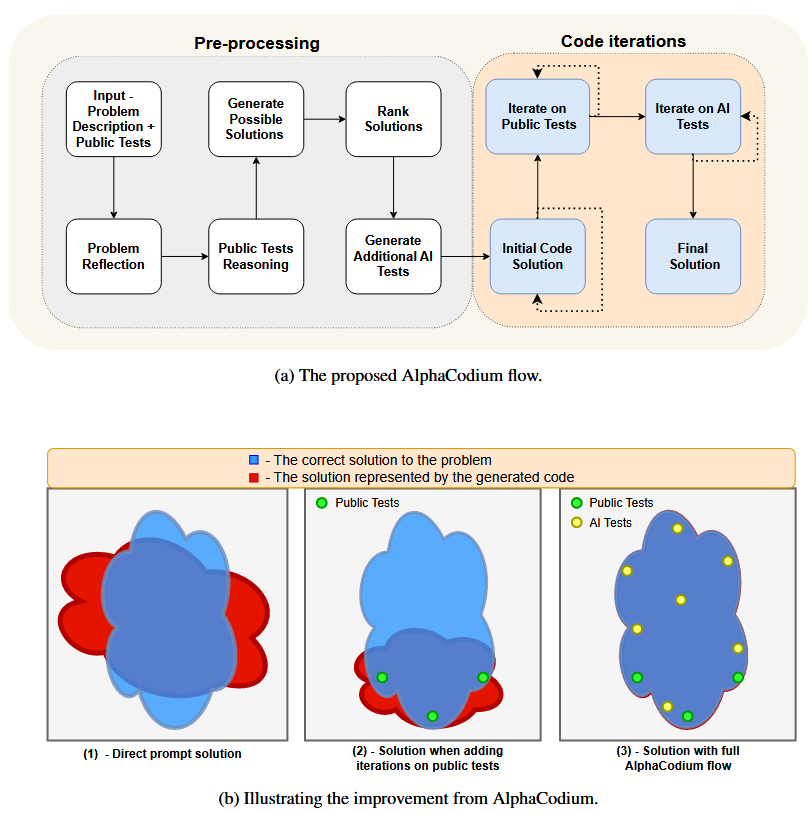 Pre-processing
Code iterations
Input -
Problem
Description +
Public Tests
Generate
Possible
Solutions
Rank
Solutions
Iterate on
Public Tests
Iterate on AI
Tests
Problem
Reflection
Public Tests
Reasoning
Generate
Additional AI
Tests
Initial Code
Solution
Final
Solution
(a) The proposed AlphaCodium flow.
- The correct solution to the problem
- The solution represented by the generated code
Public Tests
Public Tests
AI Tests
(1) - Direct prompt solution
(2) - Solution when adding
iterations on public tests
(3) - Solution with full
AlphaCodium flow
(b) Illustrating the improvement from AlphaCodium.